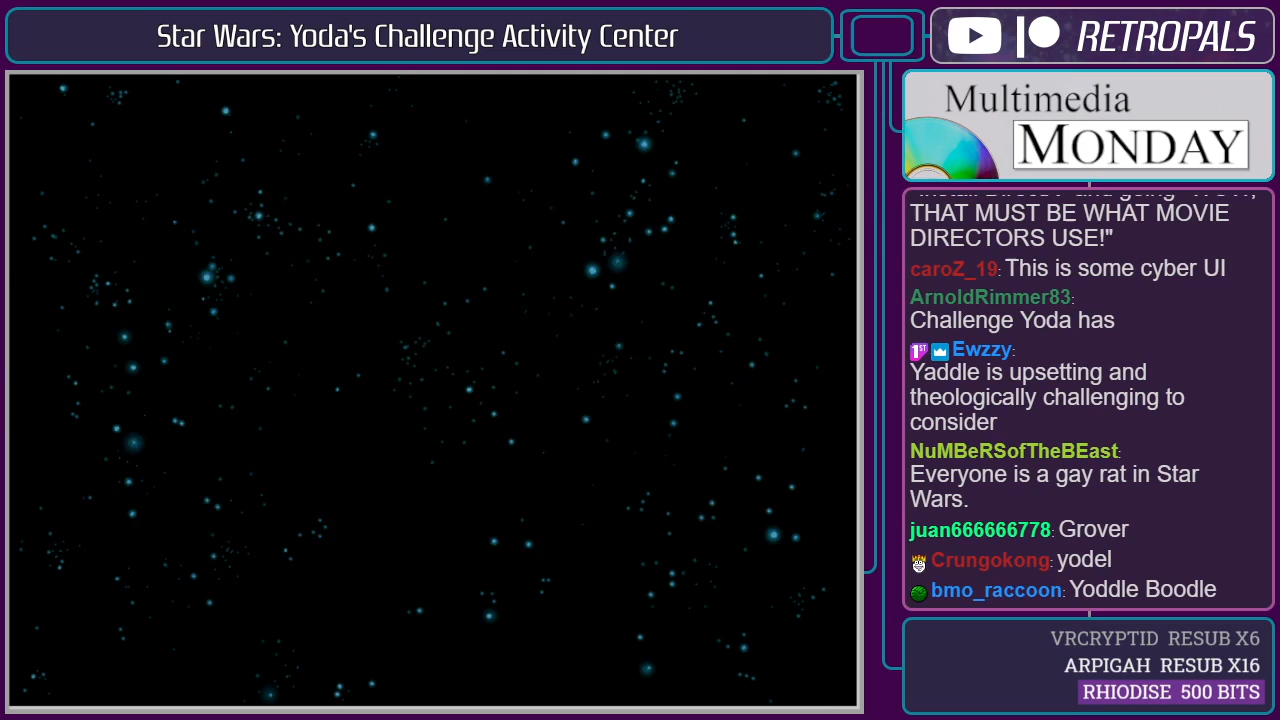 Star Wars: Yoda's Challenge Activity Center
RETROPALS
Multimedia
MONDAY
THAT MUST BE WHAT MOVIE
DIRECTORS USE!"
caroZ_19: This is some cyber UI
ArnoldRimmer83:
Challenge Yoda has
1ST Ewzzy:
Yaddle is upsetting and
theologically challenging to
consider
NuMBeRSofTheBEast:
Everyone is a gay rat in Star
Wars.
juan666666778: Grover
Crungokong: yodel
bmo_raccoon: Yoddle Boodle
VRCRYPTID RESUB X6
ARPIGAH RESUB X16
RHIODISE 500 BITS